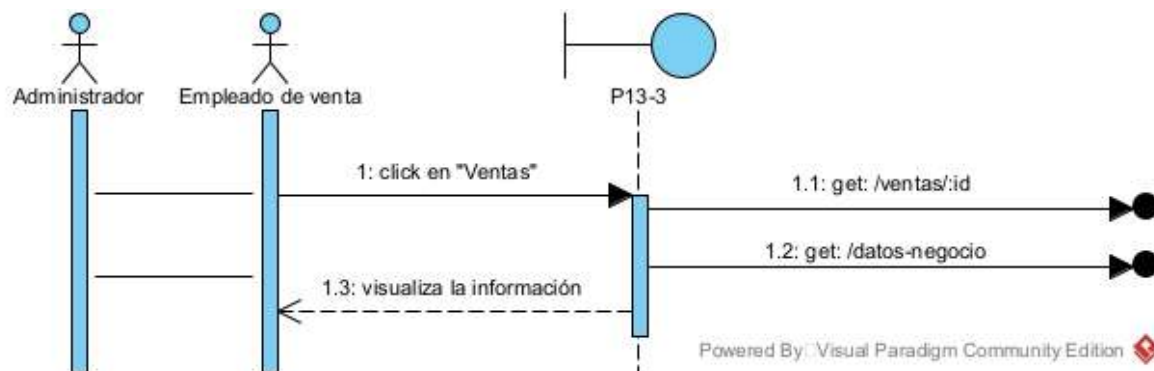 Administrador
Empleado de venta
P13-3
1: click en "Ventas"
1.1: get: /ventas/:id
1.2: get: /datos-negocio
1.3: visualiza la información
Powered By Visual Paradigm Community Edition